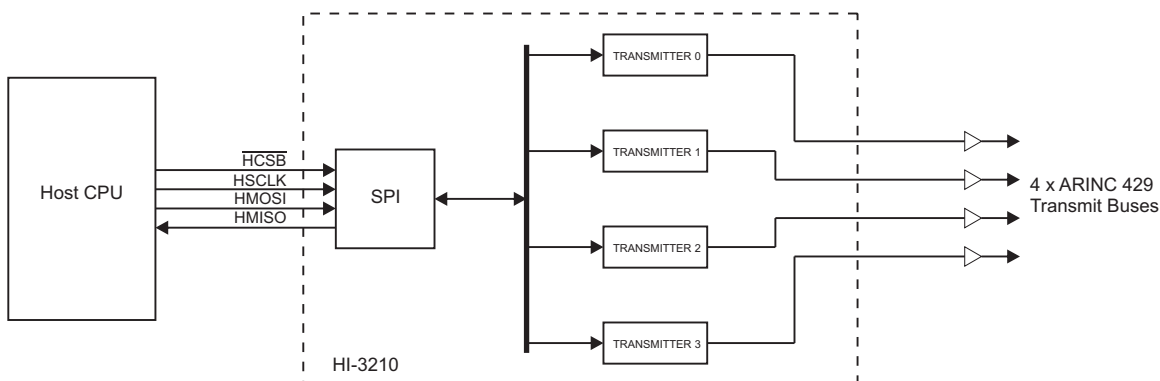 TRANSMITTER 0
TRANSMITTER 1
HCSB
HSCLK
HMOSI
HMISO
Host CPU
SPI
4 x ARINC 429
Transmit Buses
TRANSMITTER 2
TRANSMITTER 3
HI-3210